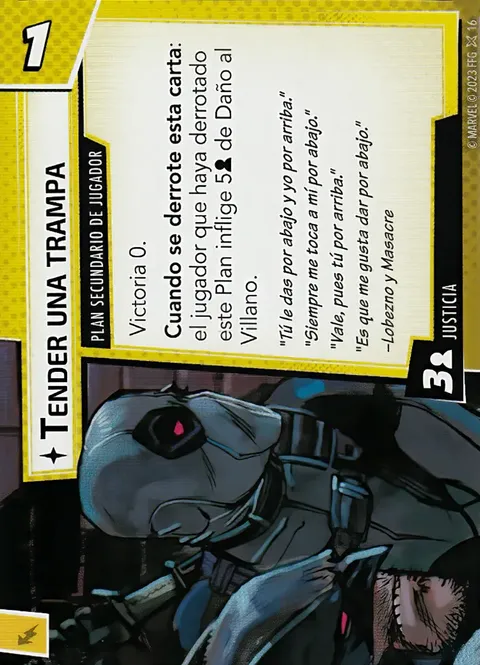 1
TENDER UNA TRAMPA
PLAN SECUNDARIO DE JUGADOR
Victoria 0.
Cuando se derrote esta carta:
el jugador que haya derrotado
este Plan inflige 5 de Daño al
Villano.
"Tú le das por abajo y yo por arriba."
"Siempre me toca a mí por abajo."
"Vale, pues tú por arriba."
"Es que me gusta dar por abajo."
–Lobezno y Masacre
3
JUSTICIA
© MARVEL © 2023 FFG 16